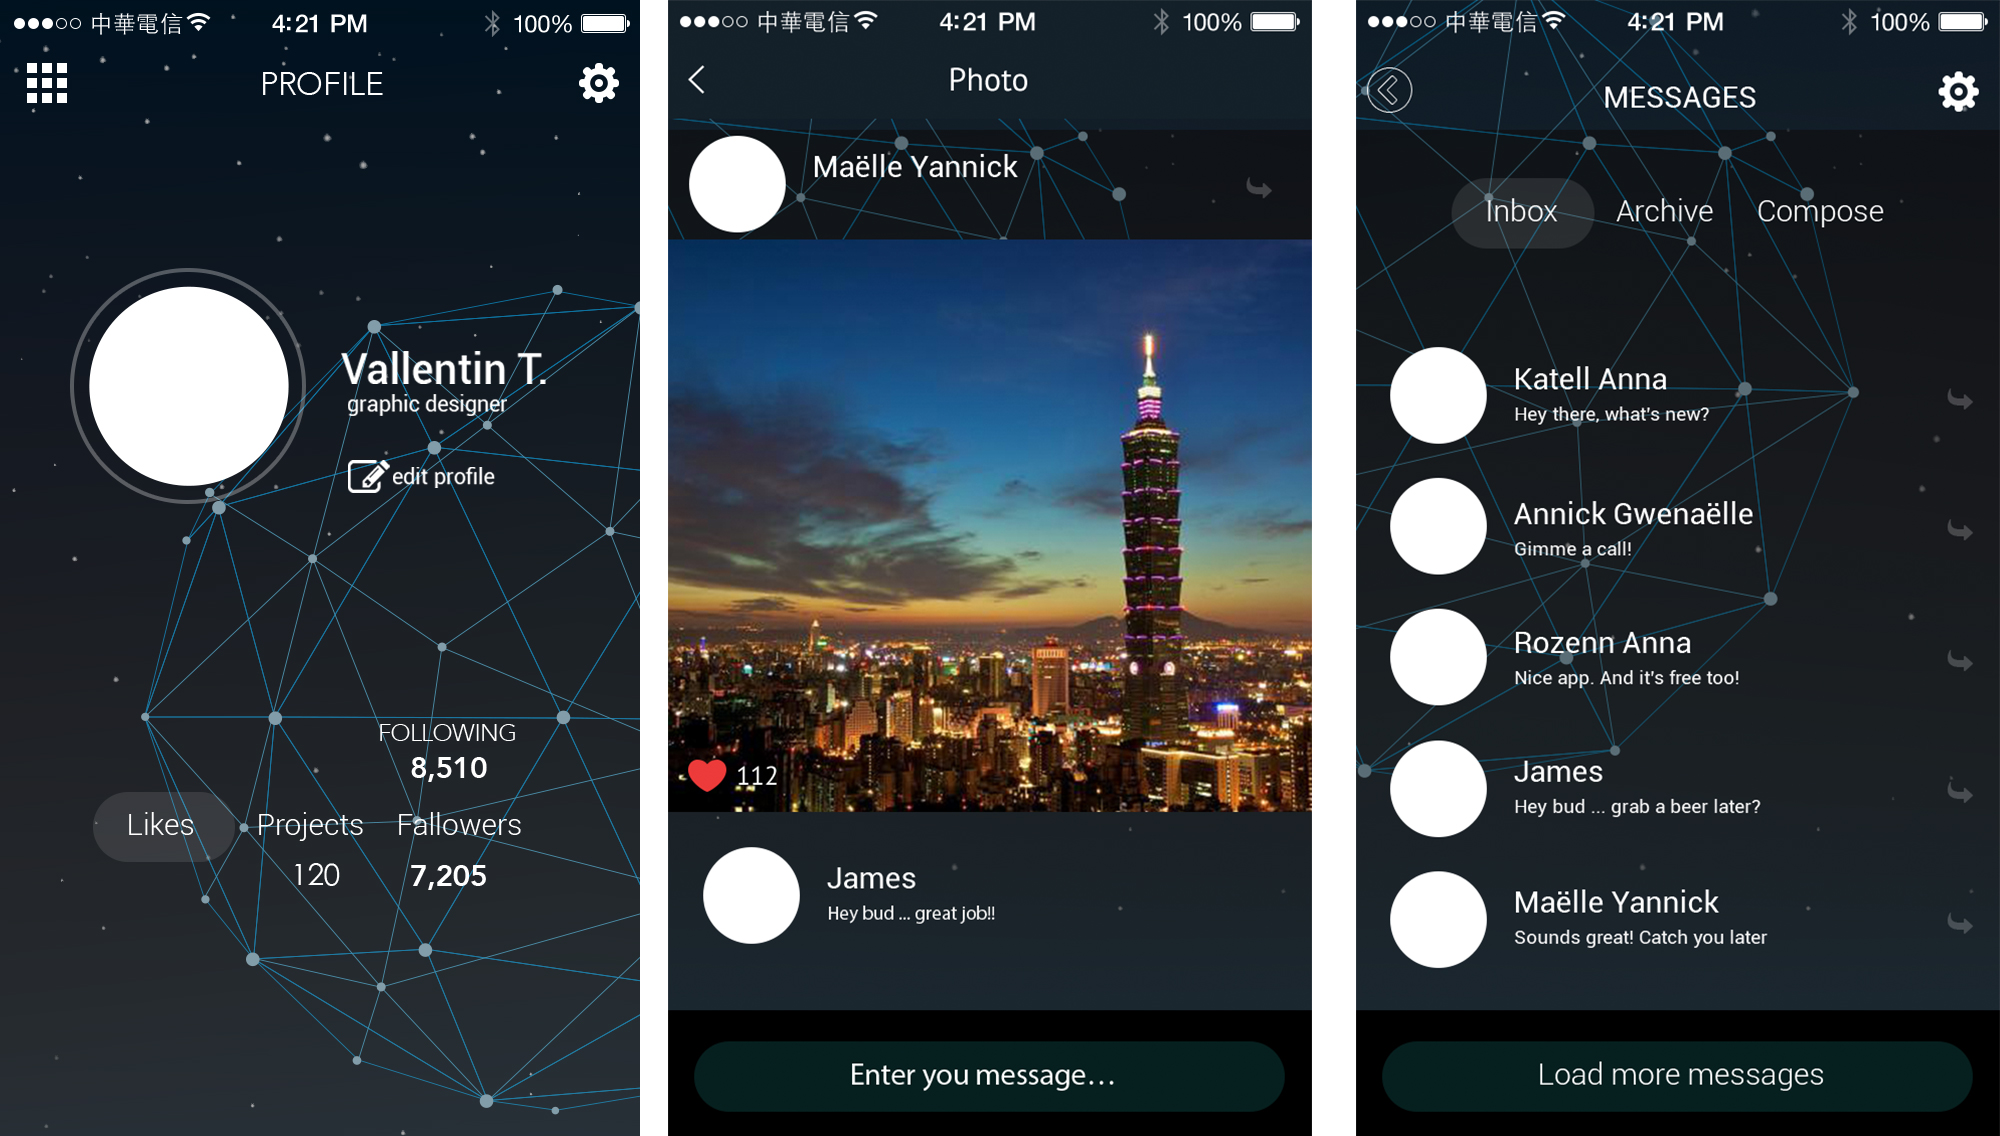 中華電信 4:21 PM 100%
PROFILE
Vallentin T.
graphic designer
edit profile
FOLLOWING
8,510
Likes Projects Fallowers
120 7,205
中華電信 4:21 PM 100%
Photo
Maëlle Yannick
112
James
Hey bud ... great job!!
Enter you message...
中華電信 4:21 PM 100%
MESSAGES
Inbox Archive Compose
Katell Anna
Hey there, what's new?
Annick Gwenaëlle
Gimme a call!
Rozenn Anna
Nice app. And it's free too!
James
Hey bud ... grab a beer later?
Maëlle Yannick
Sounds great! Catch you later
Load more messages